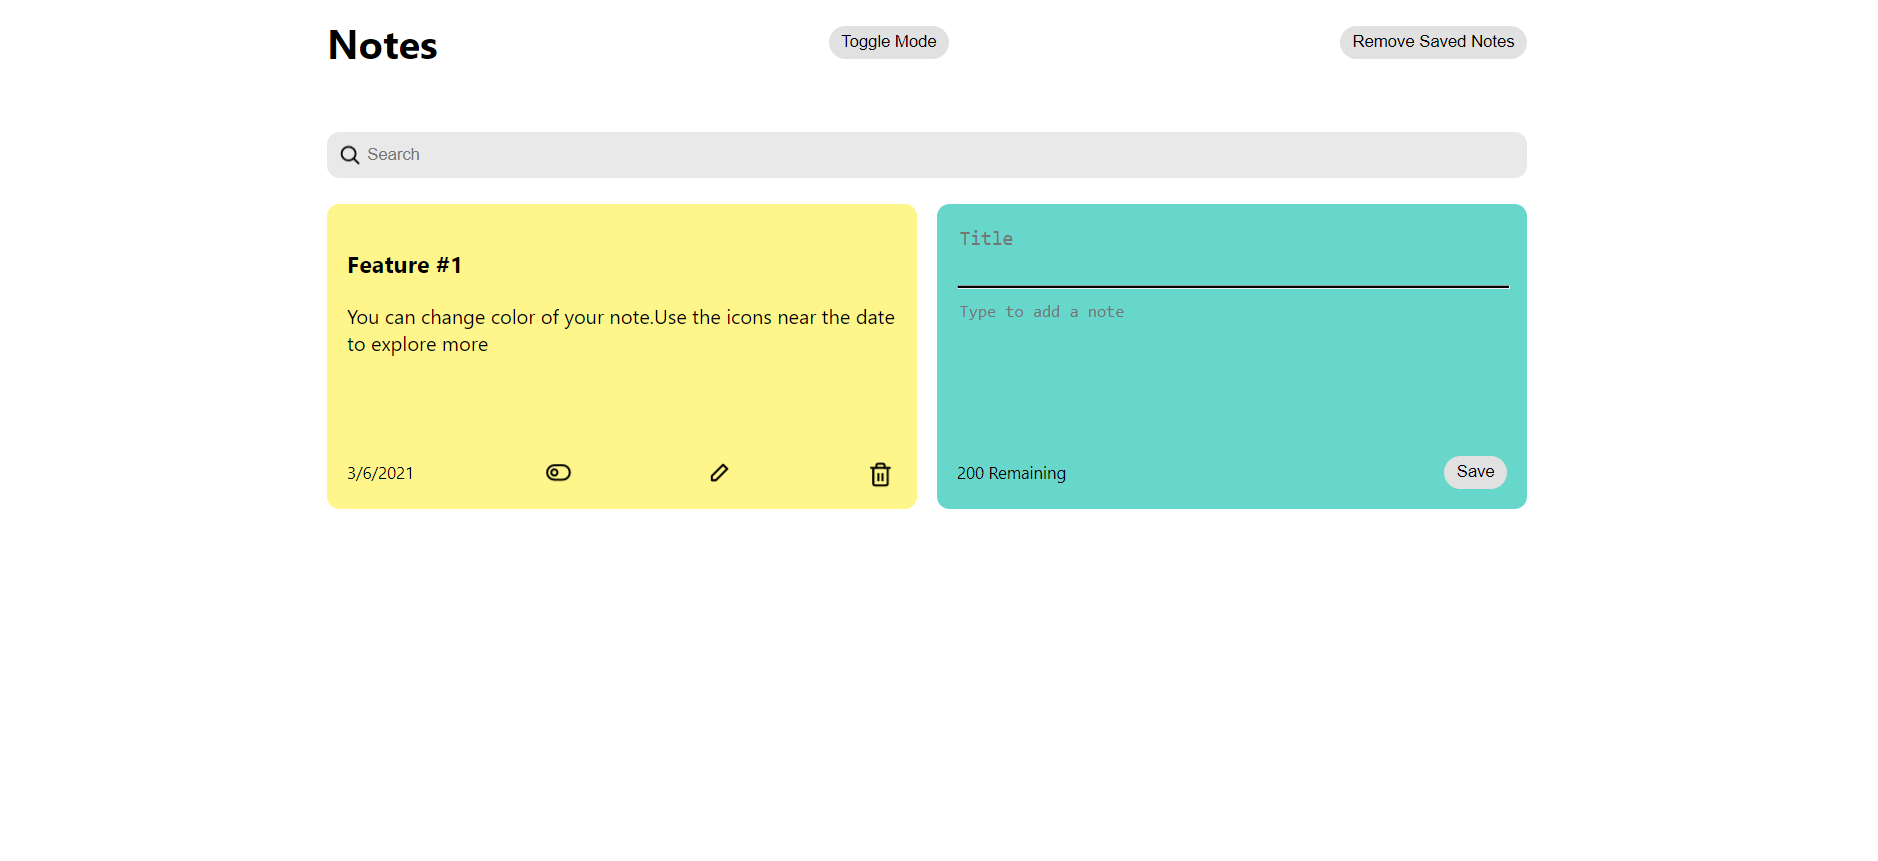 Notes
Toggle Mode
Remove Saved Notes
Search
Feature #1
You can change color of your note.Use the icons near the date
to explore more
3/6/2021
Title
Type to add a note
200 Remaining
Save